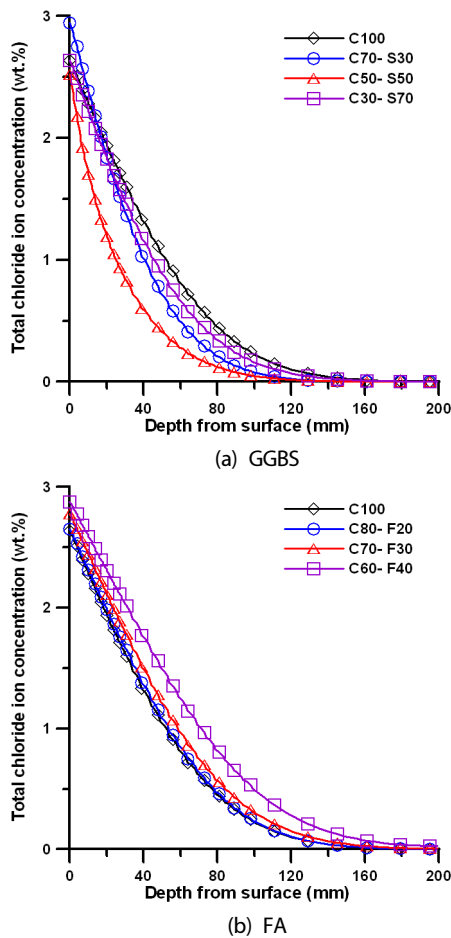 3
C100
C70- S30
C50- S50
C30- S70
2
1
0
Total chloride ion concentration (wt.%)
0 40 80 120 160 200
Depth from surface (mm)
(a) GGBS
3
C100
C80- F20
C70- F30
C60- F40
2
1
0
Total chloride ion concentration (wt.%)
0 40 80 120 160 200
Depth from surface (mm)
(b) FA